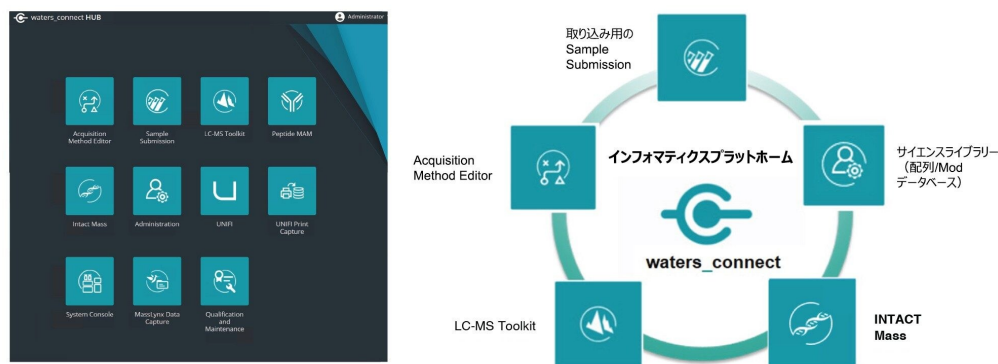 waters_connect HUB
Administrator
Acquisition
Method Editor
Sample
Submission
LC-MS Toolkit
Peptide MAM
Intact Mass
Administration
UNIFI
UNIFI Print
Capture
System Console
MassLynx Data
Capture
Qualification
and
Maintenance
取り込み用の
Sample
Submission
Acquisition
Method Editor
インフォマティクスプラットホーム
waters_connect
サイエンスライブラリー
（配列/Mod
データベース）
LC-MS Toolkit
INTACT
Mass